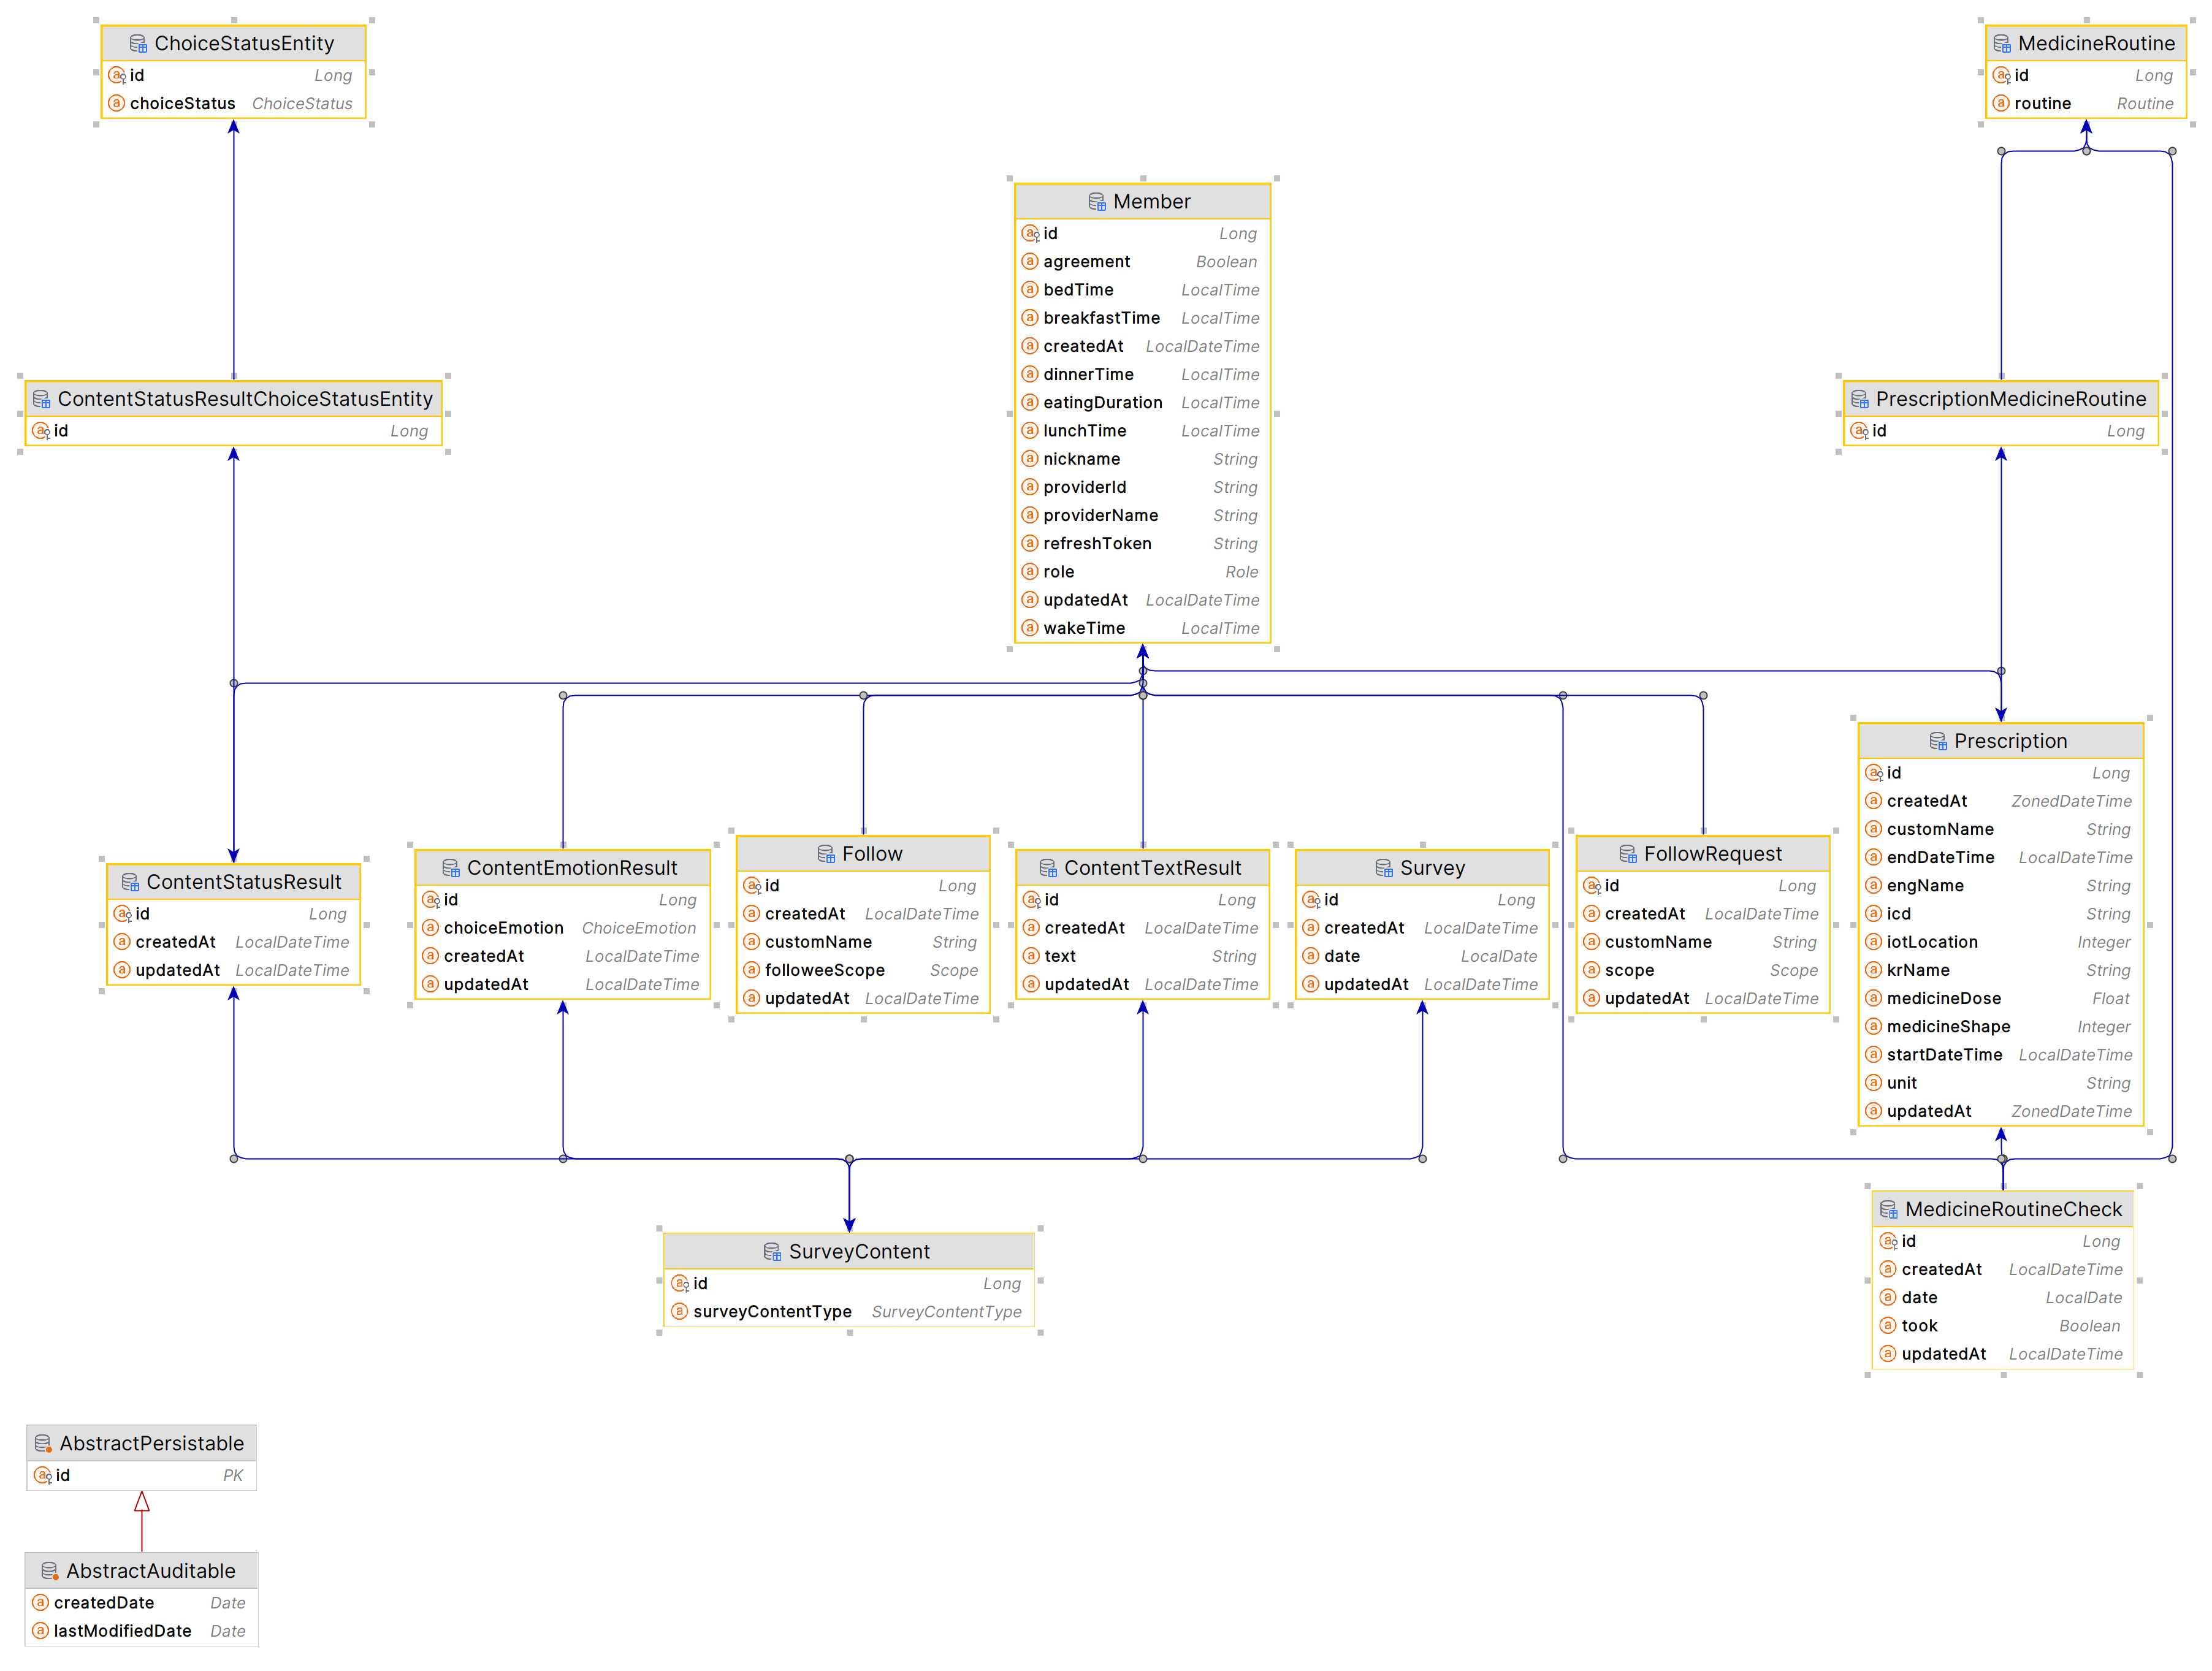 ChoiceStatusEntity
id Long
choiceStatus ChoiceStatus
MedicineRoutine
id Long
routine Routine
Member
id Long
agreement Boolean
bedTime LocalTime
breakfastTime LocalTime
createdAt LocalDateTime
dinnerTime LocalTime
eatingDuration LocalTime
lunchTime LocalTime
nickname String
providerId String
providerName String
refreshToken String
role Role
updatedAt LocalDateTime
wakeTime LocalTime
ContentStatusResultChoiceStatusEntity
id Long
PrescriptionMedicineRoutine
id Long
ContentStatusResult
id Long
createdAt LocalDateTime
updatedAt LocalDateTime
ContentEmotionResult
id Long
choiceEmotion ChoiceEmotion
createdAt LocalDateTime
updatedAt LocalDateTime
Follow
id Long
createdAt LocalDateTime
customName String
followeeScope Scope
updatedAt LocalDateTime
ContentTextResult
id Long
createdAt LocalDateTime
text String
updatedAt LocalDateTime
Survey
id Long
createdAt LocalDateTime
date LocalDate
updatedAt LocalDateTime
FollowRequest
id Long
createdAt LocalDateTime
customName String
scope Scope
updatedAt LocalDateTime
Prescription
id Long
createdAt ZonedDateTime
customName String
endDateTime LocalDateTime
engName String
icd String
iotLocation Integer
krName String
medicineDose Float
medicineShape Integer
startDateTime LocalDateTime
unit String
updatedAt ZonedDateTime
SurveyContent
id Long
surveyContentType SurveyContentType
MedicineRoutineCheck
id Long
createdAt LocalDateTime
date LocalDate
took Boolean
updatedAt LocalDateTime
AbstractPersistable
id PK
AbstractAuditable
createdDate Date
lastModifiedDate Date